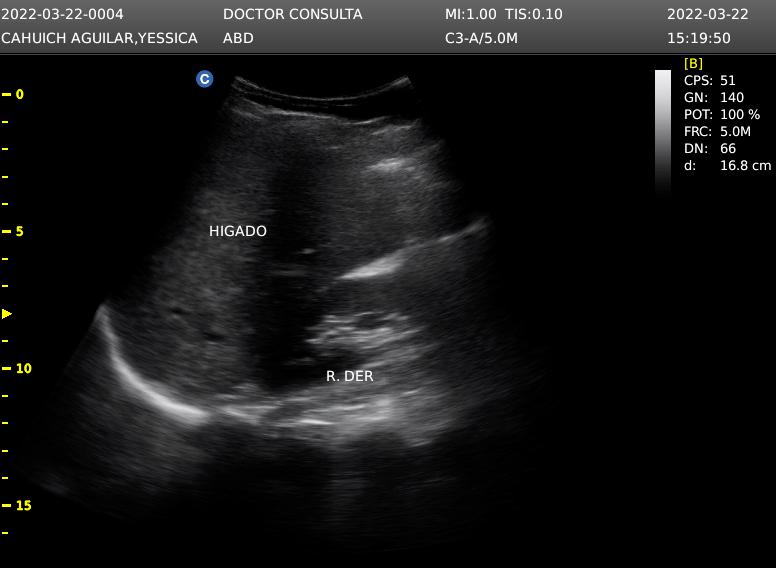 2022-03-22-0004 DOCTOR CONSULTA MI:1.00 TIS:0.10 2022-03-22
CAHUICH AGUILAR,YESSICA ABD C3-A/5.0M 15:19:50
C
[B]
CPS: 51
GN: 140
POT: 100 %
FRC: 5.0M
DN: 66
d: 16.8 cm
0
5
10
15
HIGADO
R. DER